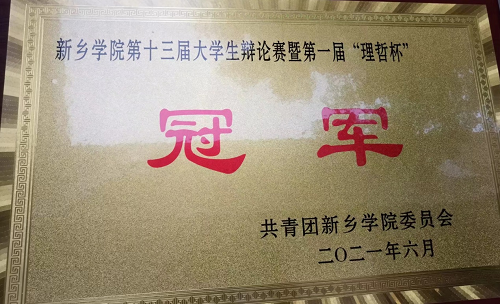 新乡学院第十三届大学生辩论赛暨第一届“理哲杯”
冠军
共青团新乡学院委员会
二〇二一年六月